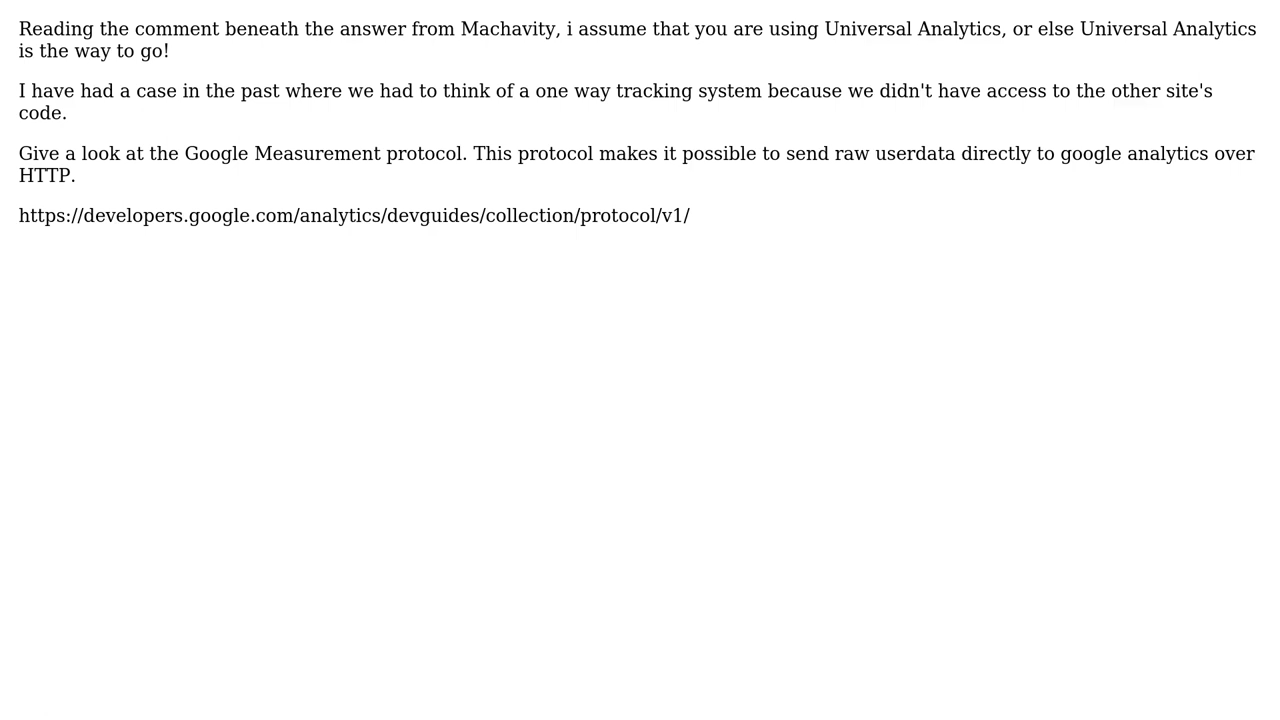 Reading the comment beneath the answer from Machavity, i assume that you are using Universal Analytics, or else Universal Analytics
is the way to go!
I have had a case in the past where we had to think of a one way tracking system because we didn't have access to the other site's
code.
Give a look at the Google Measurement protocol. This protocol makes it possible to send raw userdata directly to google analytics over
HTTP.
https://developers.google.com/analytics/devguides/collection/protocol/v1/